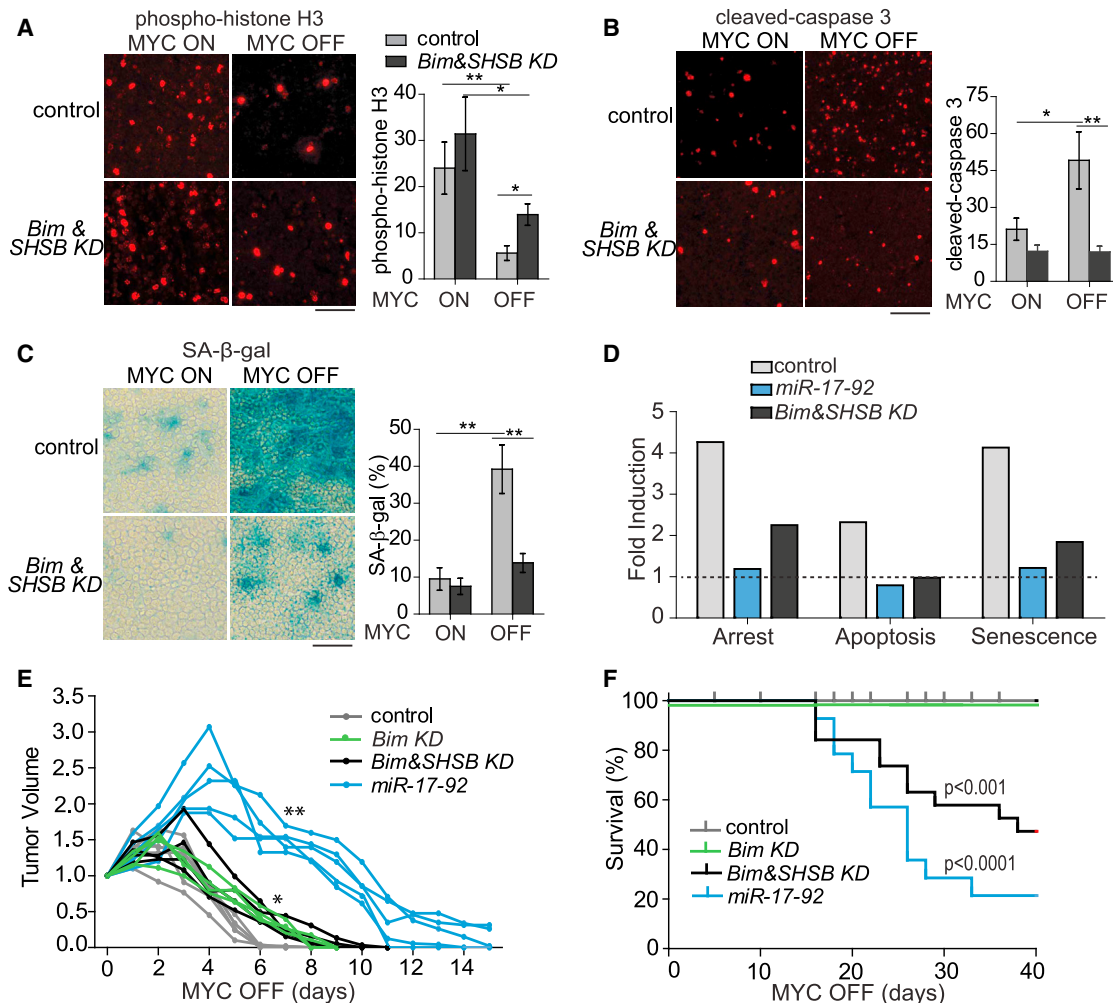 A
phospho-histone H3
MYC ON
MYC OFF
control
Bim &
SHSB KD
control
Bim&SHSB KD
**
*
*
phospho-histone H3
40
30
20
10
0
MYC
ON
OFF
B
cleaved-caspase 3
MYC ON
MYC OFF
control
Bim &
SHSB KD
*
**
cleaved-caspase 3
75
60
45
30
15
0
MYC
ON
OFF
C
SA-β-gal
MYC ON
MYC OFF
control
Bim &
SHSB KD
**
**
SA-β-gal (%)
50
40
30
20
10
0
MYC
ON
OFF
D
control
miR-17-92
Bim&SHSB KD
Fold Induction
5
4
3
2
1
0
Arrest
Apoptosis
Senescence
E
Tumor Volume
3.5
3.0
2.5
2.0
1.5
1.0
0.5
0.0
control
Bim KD
Bim&SHSB KD
miR-17-92
**
*
0
2
4
6
8
10
12
14
MYC OFF (days)
F
Survival (%)
100
80
60
40
20
0
p<0.001
p<0.0001
control
Bim KD
Bim&SHSB KD
miR-17-92
0
10
20
30
40
MYC OFF (days)